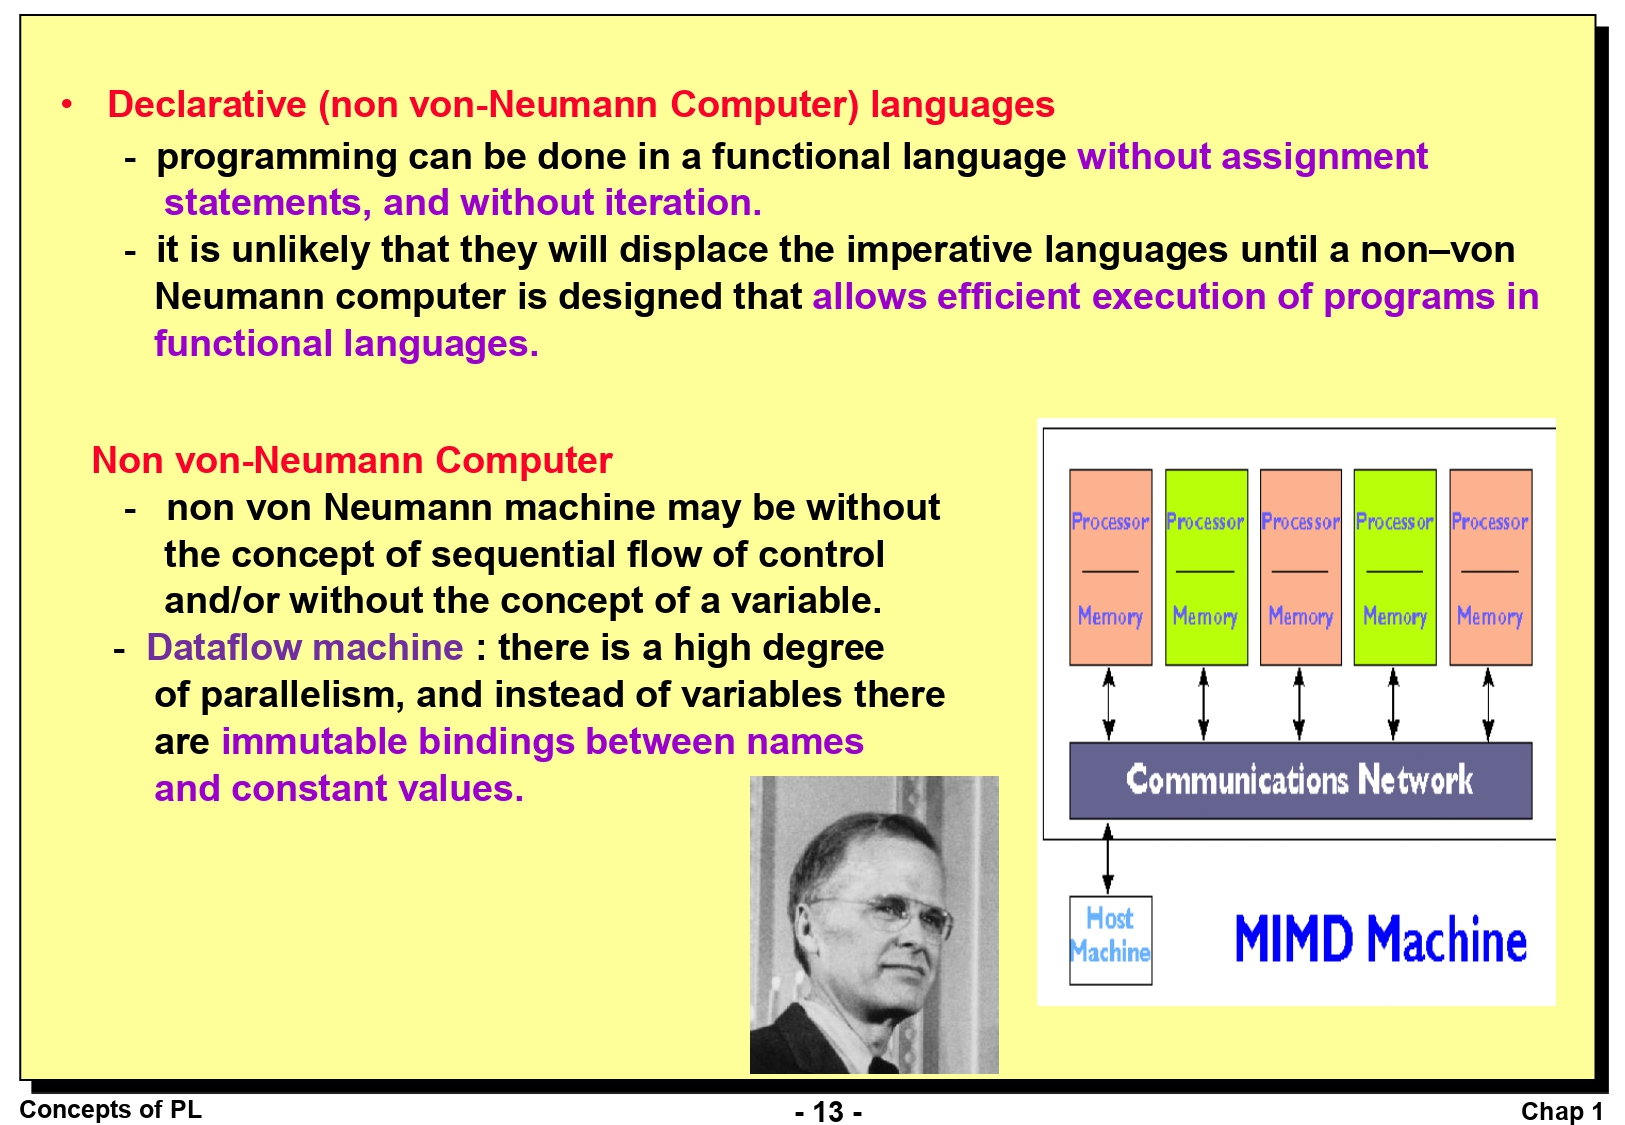 • Declarative (non von-Neumann Computer) languages
- programming can be done in a functional language without assignment
statements, and without iteration.
- it is unlikely that they will displace the imperative languages until a non–von
Neumann computer is designed that allows efficient execution of programs in
functional languages.
Non von-Neumann Computer
- non von Neumann machine may be without
the concept of sequential flow of control
and/or without the concept of a variable.
- Dataflow machine : there is a high degree
of parallelism, and instead of variables there
are immutable bindings between names
and constant values.
Processor Processor Processor Processor Processor
Memory Memory Memory Memory Memory
Communications Network
Host
Machine
MIMD Machine
Concepts of PL
- 13 -
Chap 1